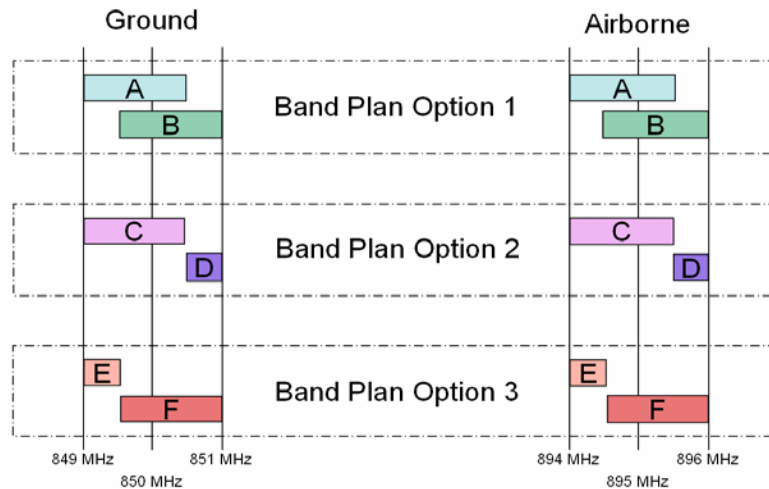 Ground Airborne
A A
Band Plan Option 1
B B
C C
Band Plan Option 2
D D
E E
Band Plan Option 3
F F
849 MHz 851 MHz 894 MHz 896 MHz
850 MHz 895 MHz